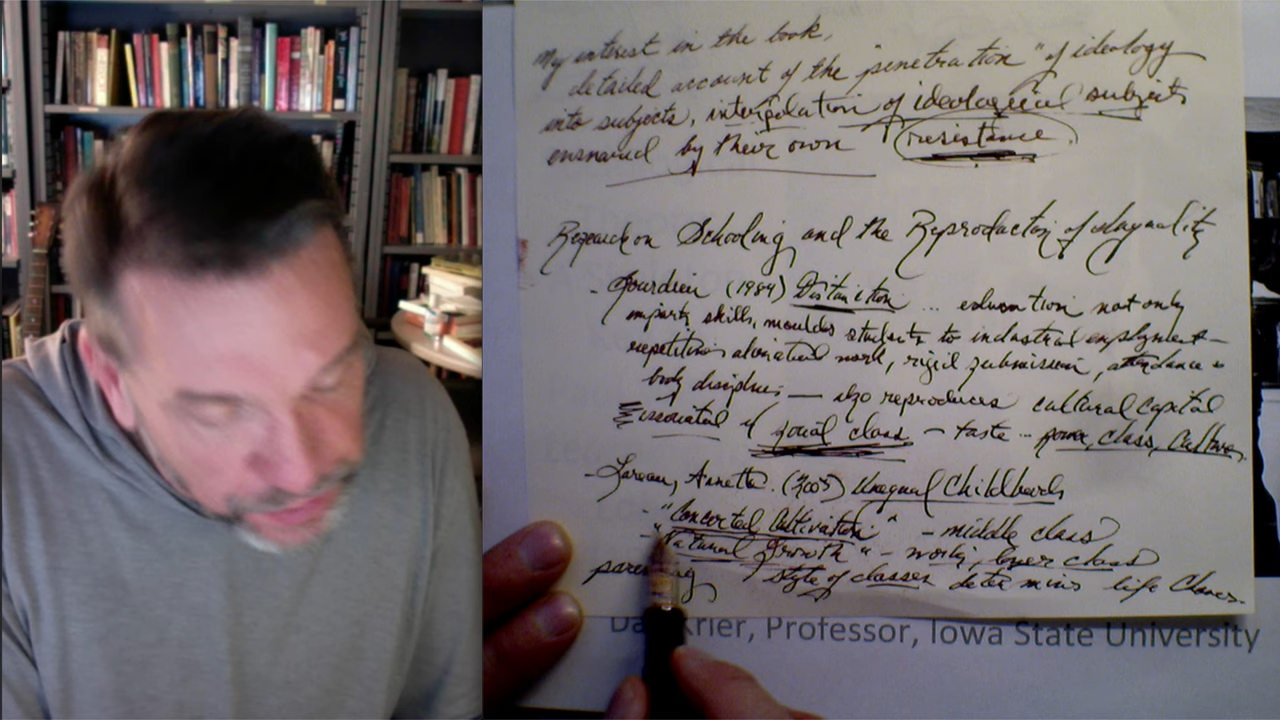 My interest in the book,
detailed account of the "penetration" of ideology
into subjects, interpolation of ideological subjects
ensnared by their own resistance.
Research on Schooling and the Reproduction of inequality
- Bourdieu (1984) Distinction ... education not only
imparts skills, moulds students to industrial employment -
repetitious alienated work, rigid submission, attendance &
body discipline - also reproduces cultural capital
associated w/ social class - taste - power, class, culture,
- Lareau, Annette. (2003) Unequal Childhoods
- "Concerted Cultivation" - middle class
- "Natural Growth" - working, lower class
parenting style of classes determins life chances.
Dan Krier, Professor, Iowa State University